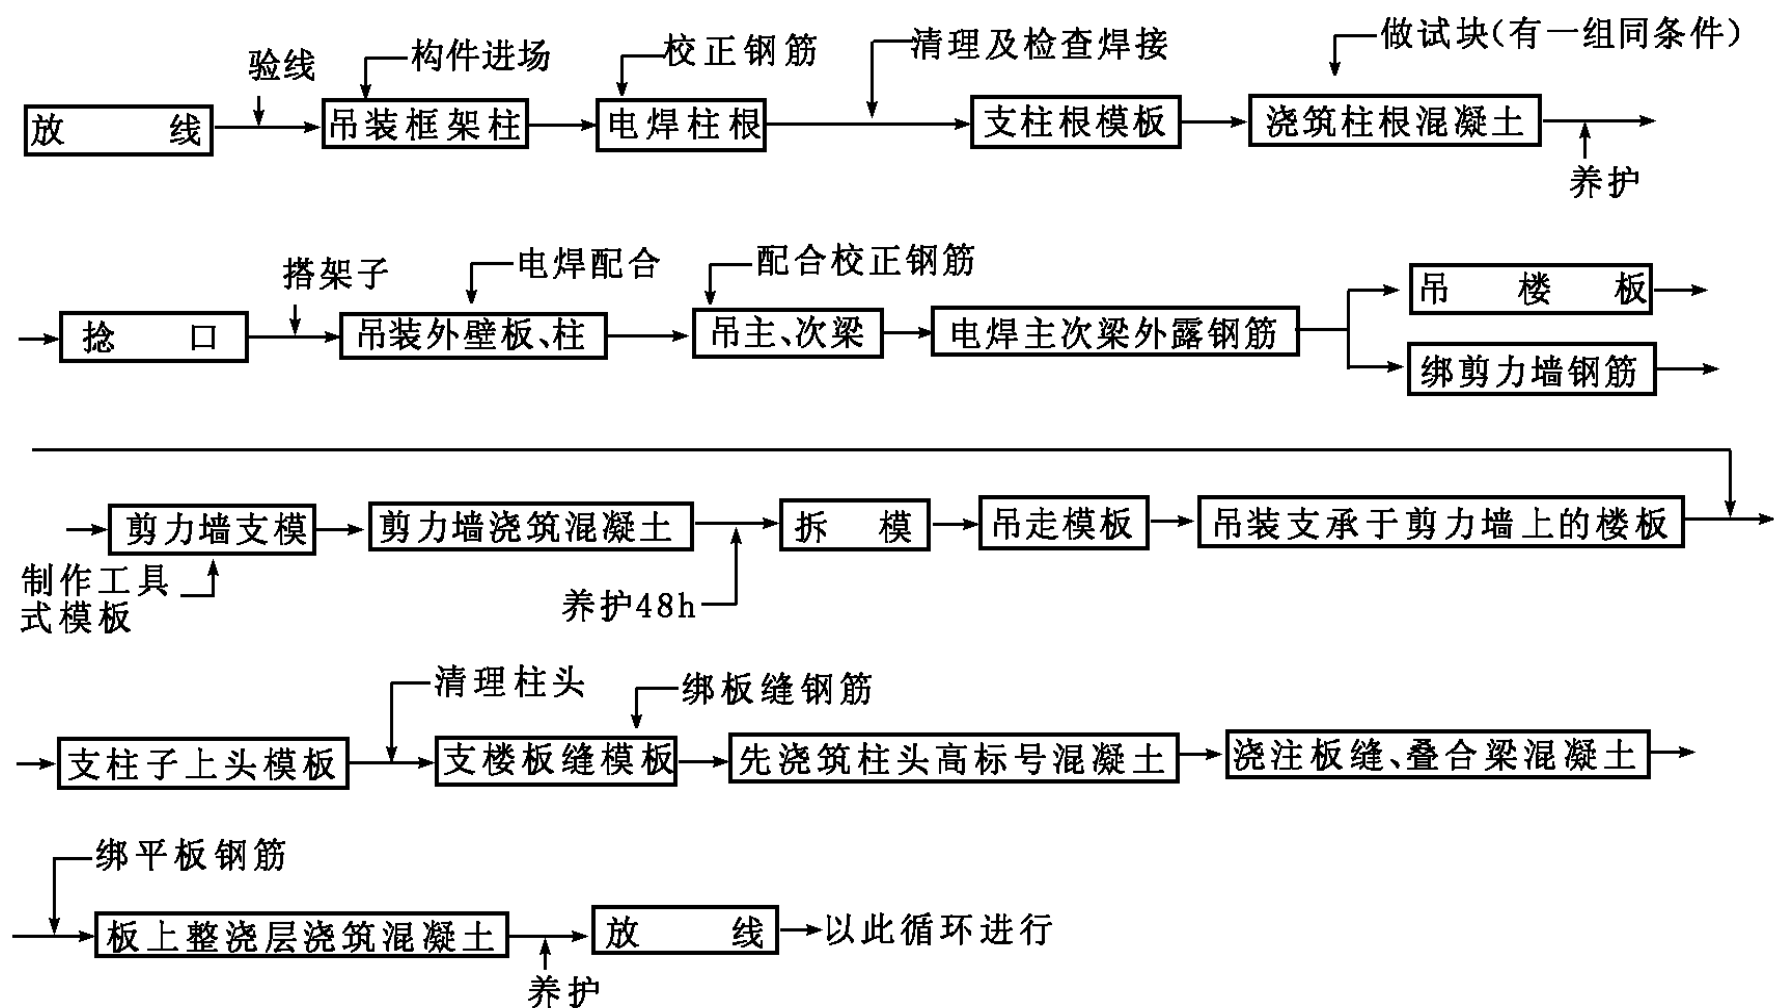 验线
构件进场
校正钢筋
清理及检查焊接
做试块(有一组同条件)
放线
吊装框架柱
电焊柱根
支柱根模板
浇筑柱根混凝土
养护
搭架子
电焊配合
配合校正钢筋
捻口
吊装外壁板、柱
吊主、次梁
电焊主次梁外露钢筋
吊楼板
绑剪力墙钢筋
剪力墙支模
剪力墙浇筑混凝土
拆模
吊走模板
吊装支承于剪力墙上的楼板
制作工具
式模板
养护48h
清理柱头
绑板缝钢筋
支柱子上头模板
支楼板缝模板
先浇筑柱头高标号混凝土
浇注板缝、叠合梁混凝土
绑平板钢筋
板上整浇层浇筑混凝土
放线
以此循环进行
养护